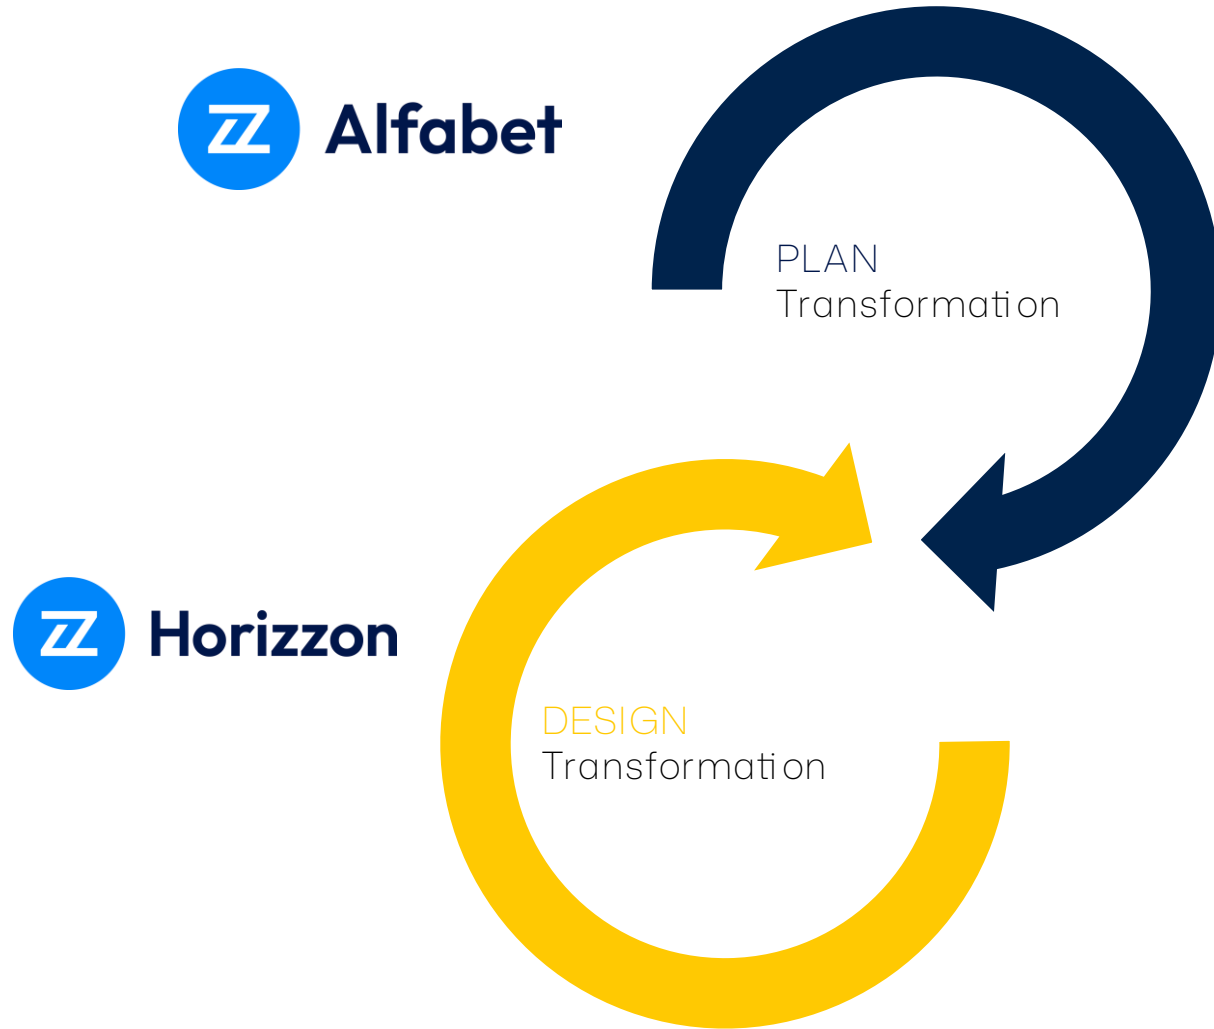 Alfabet
PLAN
Transformation
Horizzon
DESIGN
Transformation